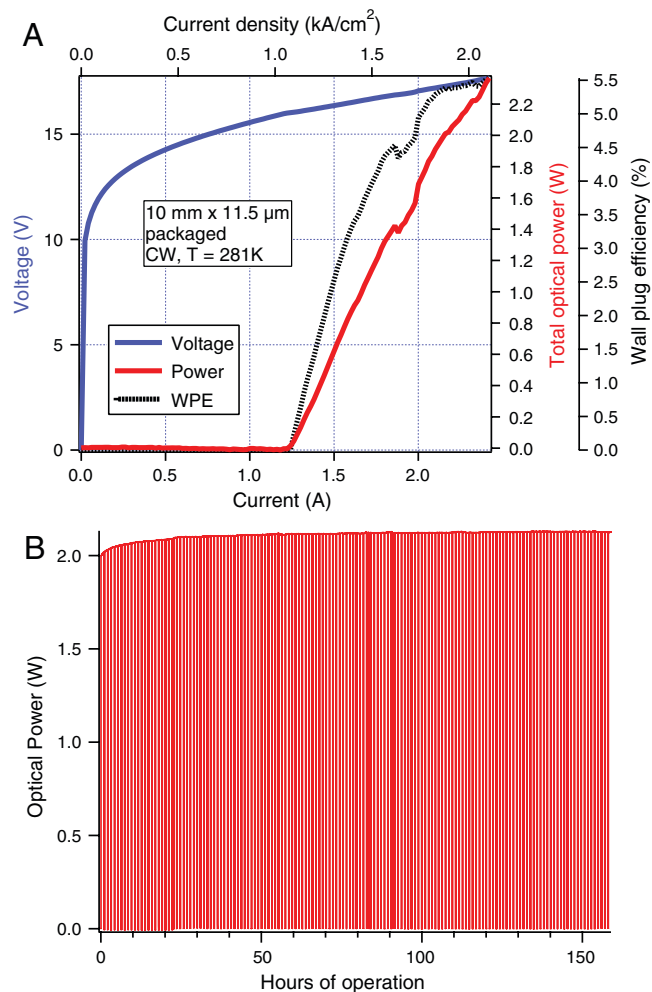 A
Current density (kA/cm²)
0.0 0.5 1.0 1.5 2.0
Voltage (V)
15
10
5
0
10 mm x 11.5 µm
packaged
CW, T = 281K
Voltage
Power
WPE
2.2
2.0
1.8
1.6
1.4
1.2
1.0
0.8
0.6
0.4
0.2
0.0
Total optical power (W)
5.5
5.0
4.5
4.0
3.5
3.0
2.5
2.0
1.5
1.0
0.5
0.0
Wall plug efficiency (%)
0.0 0.5 1.0 1.5 2.0
Current (A)
B
Optical Power (W)
2.0
1.5
1.0
0.5
0.0
0 50 100 150
Hours of operation